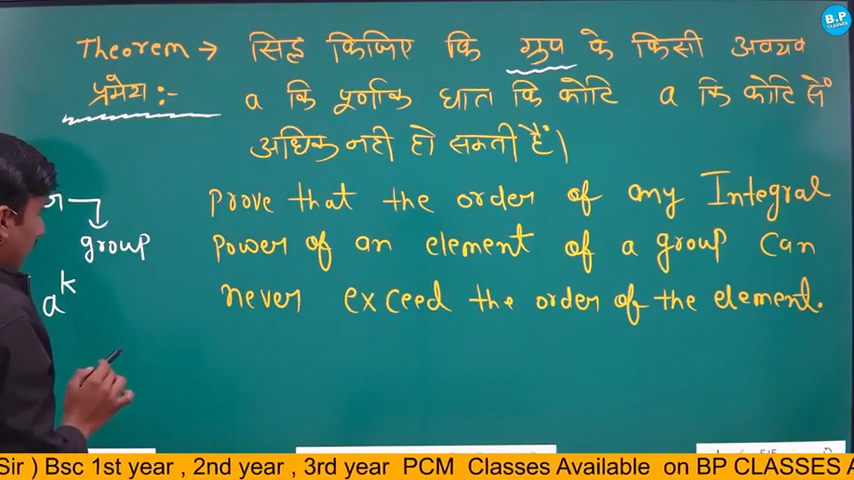 B.P
CLASSES
Theorem → सिद्ध किजिए कि ग्रुप के किसी अवयव
प्रमेय :- a कि पूर्णांक घात कि कोटि a कि कोटि से
अधिक नही हो सकती हैं।
Prove that the order of any Integral
Power of an element of a group can
never exceed the order of the element.
group
a^k
Sir ) Bsc 1st year , 2nd year , 3rd year PCM Classes Available on BP CLASSES A